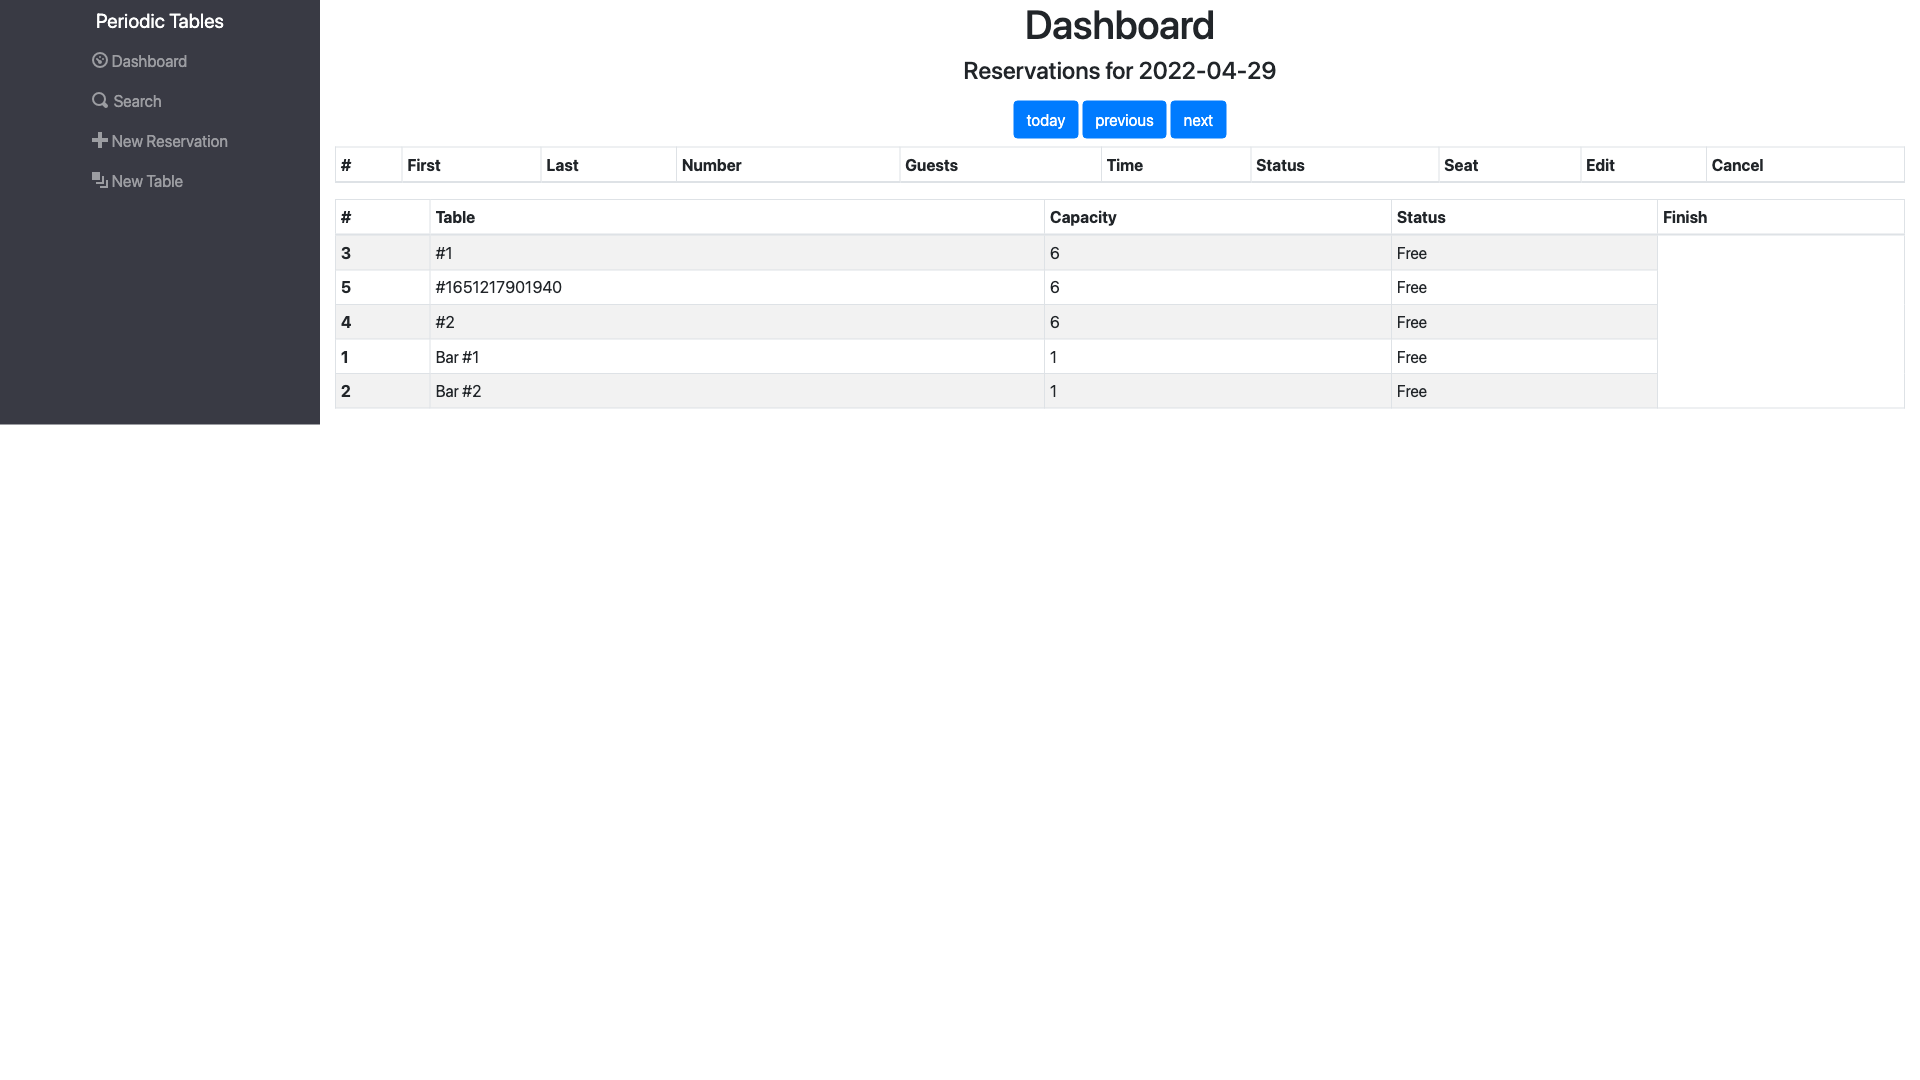 Periodic Tables
Dashboard
Search
New Reservation
New Table
Dashboard
Reservations for 2022-04-29
today previous next
# First Last Number Guests Time Status Seat Edit Cancel
# Table Capacity Status Finish
3 #1 6 Free
5 #1651217901940 6 Free
4 #2 6 Free
1 Bar #1 1 Free
2 Bar #2 1 Free